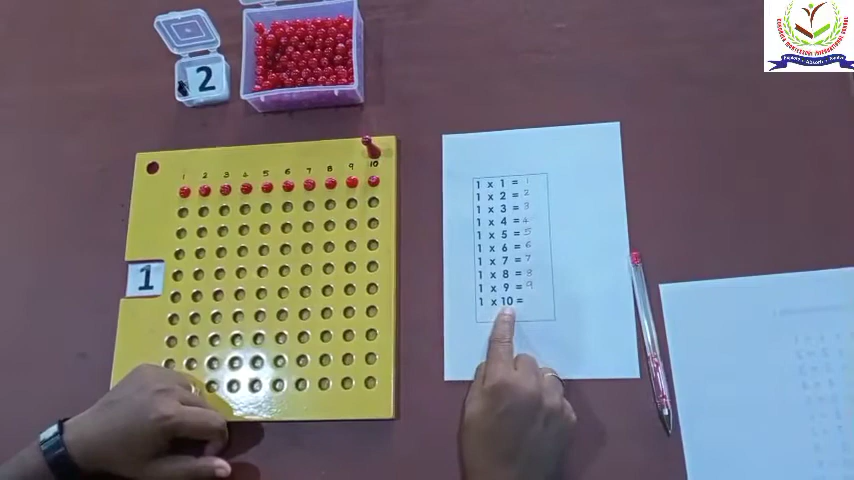 2
1 2 3 4 5 6 7 8 9 10
1
1 x 1 = 1
1 x 2 = 2
1 x 3 = 3
1 x 4 = 4
1 x 5 = 5
1 x 6 = 6
1 x 7 = 7
1 x 8 = 8
1 x 9 = 9
1 x 10 =